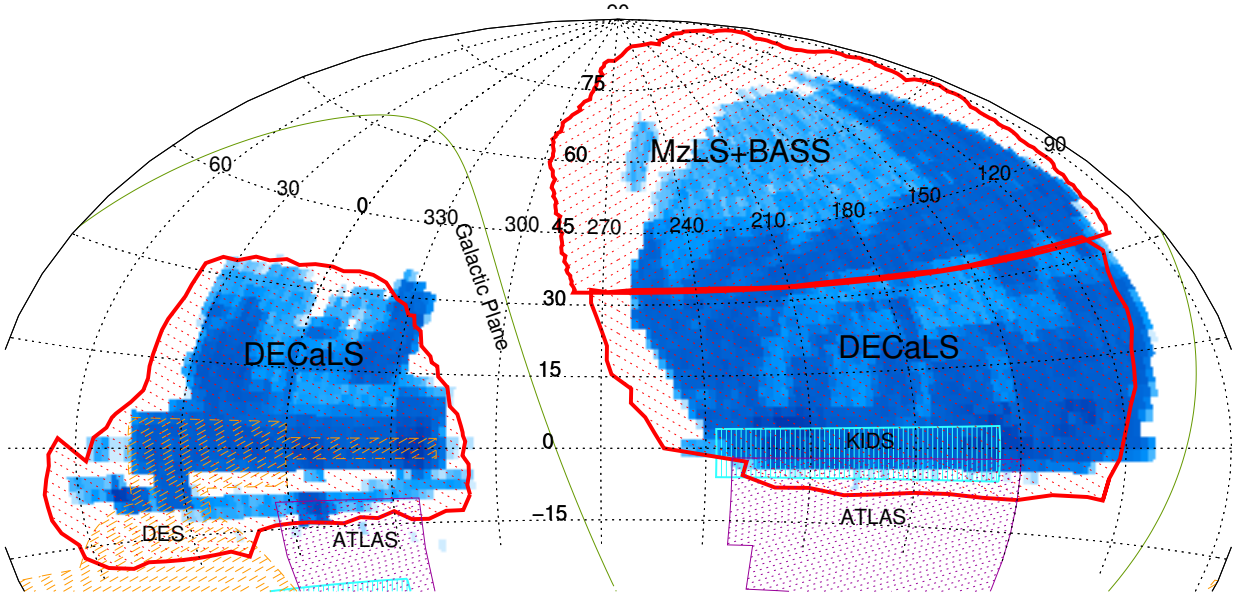 90
75
MzLS+BASS
60
90
60
120
30
150
0
180
330
300
45
270
240
210
Galactic Plane
30
DECaLS
DECaLS
15
0
KIDS
−15
ATLAS
DES
ATLAS